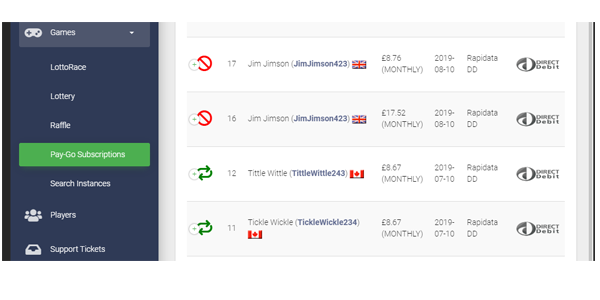 Games
LottoRace
Lottery
Raffle
Pay-Go Subscriptions
Search Instances
Players
Support Tickets
17 Jim Jimson (JimJimson423) £8.76 2019- Rapidata DIRECT
(MONTHLY) 08-10 DD Debit
16 Jim Jimson (JimJimson423) £17.52 2019- Rapidata DIRECT
(MONTHLY) 08-10 DD Debit
12 Tittle Wittle (TittleWittle243) £8.67 2019- Rapidata DIRECT
(MONTHLY) 07-10 DD Debit
11 Tickle Wickle (TickleWickle234) £8.67 2019- Rapidata DIRECT
(MONTHLY) 07-10 DD Debit